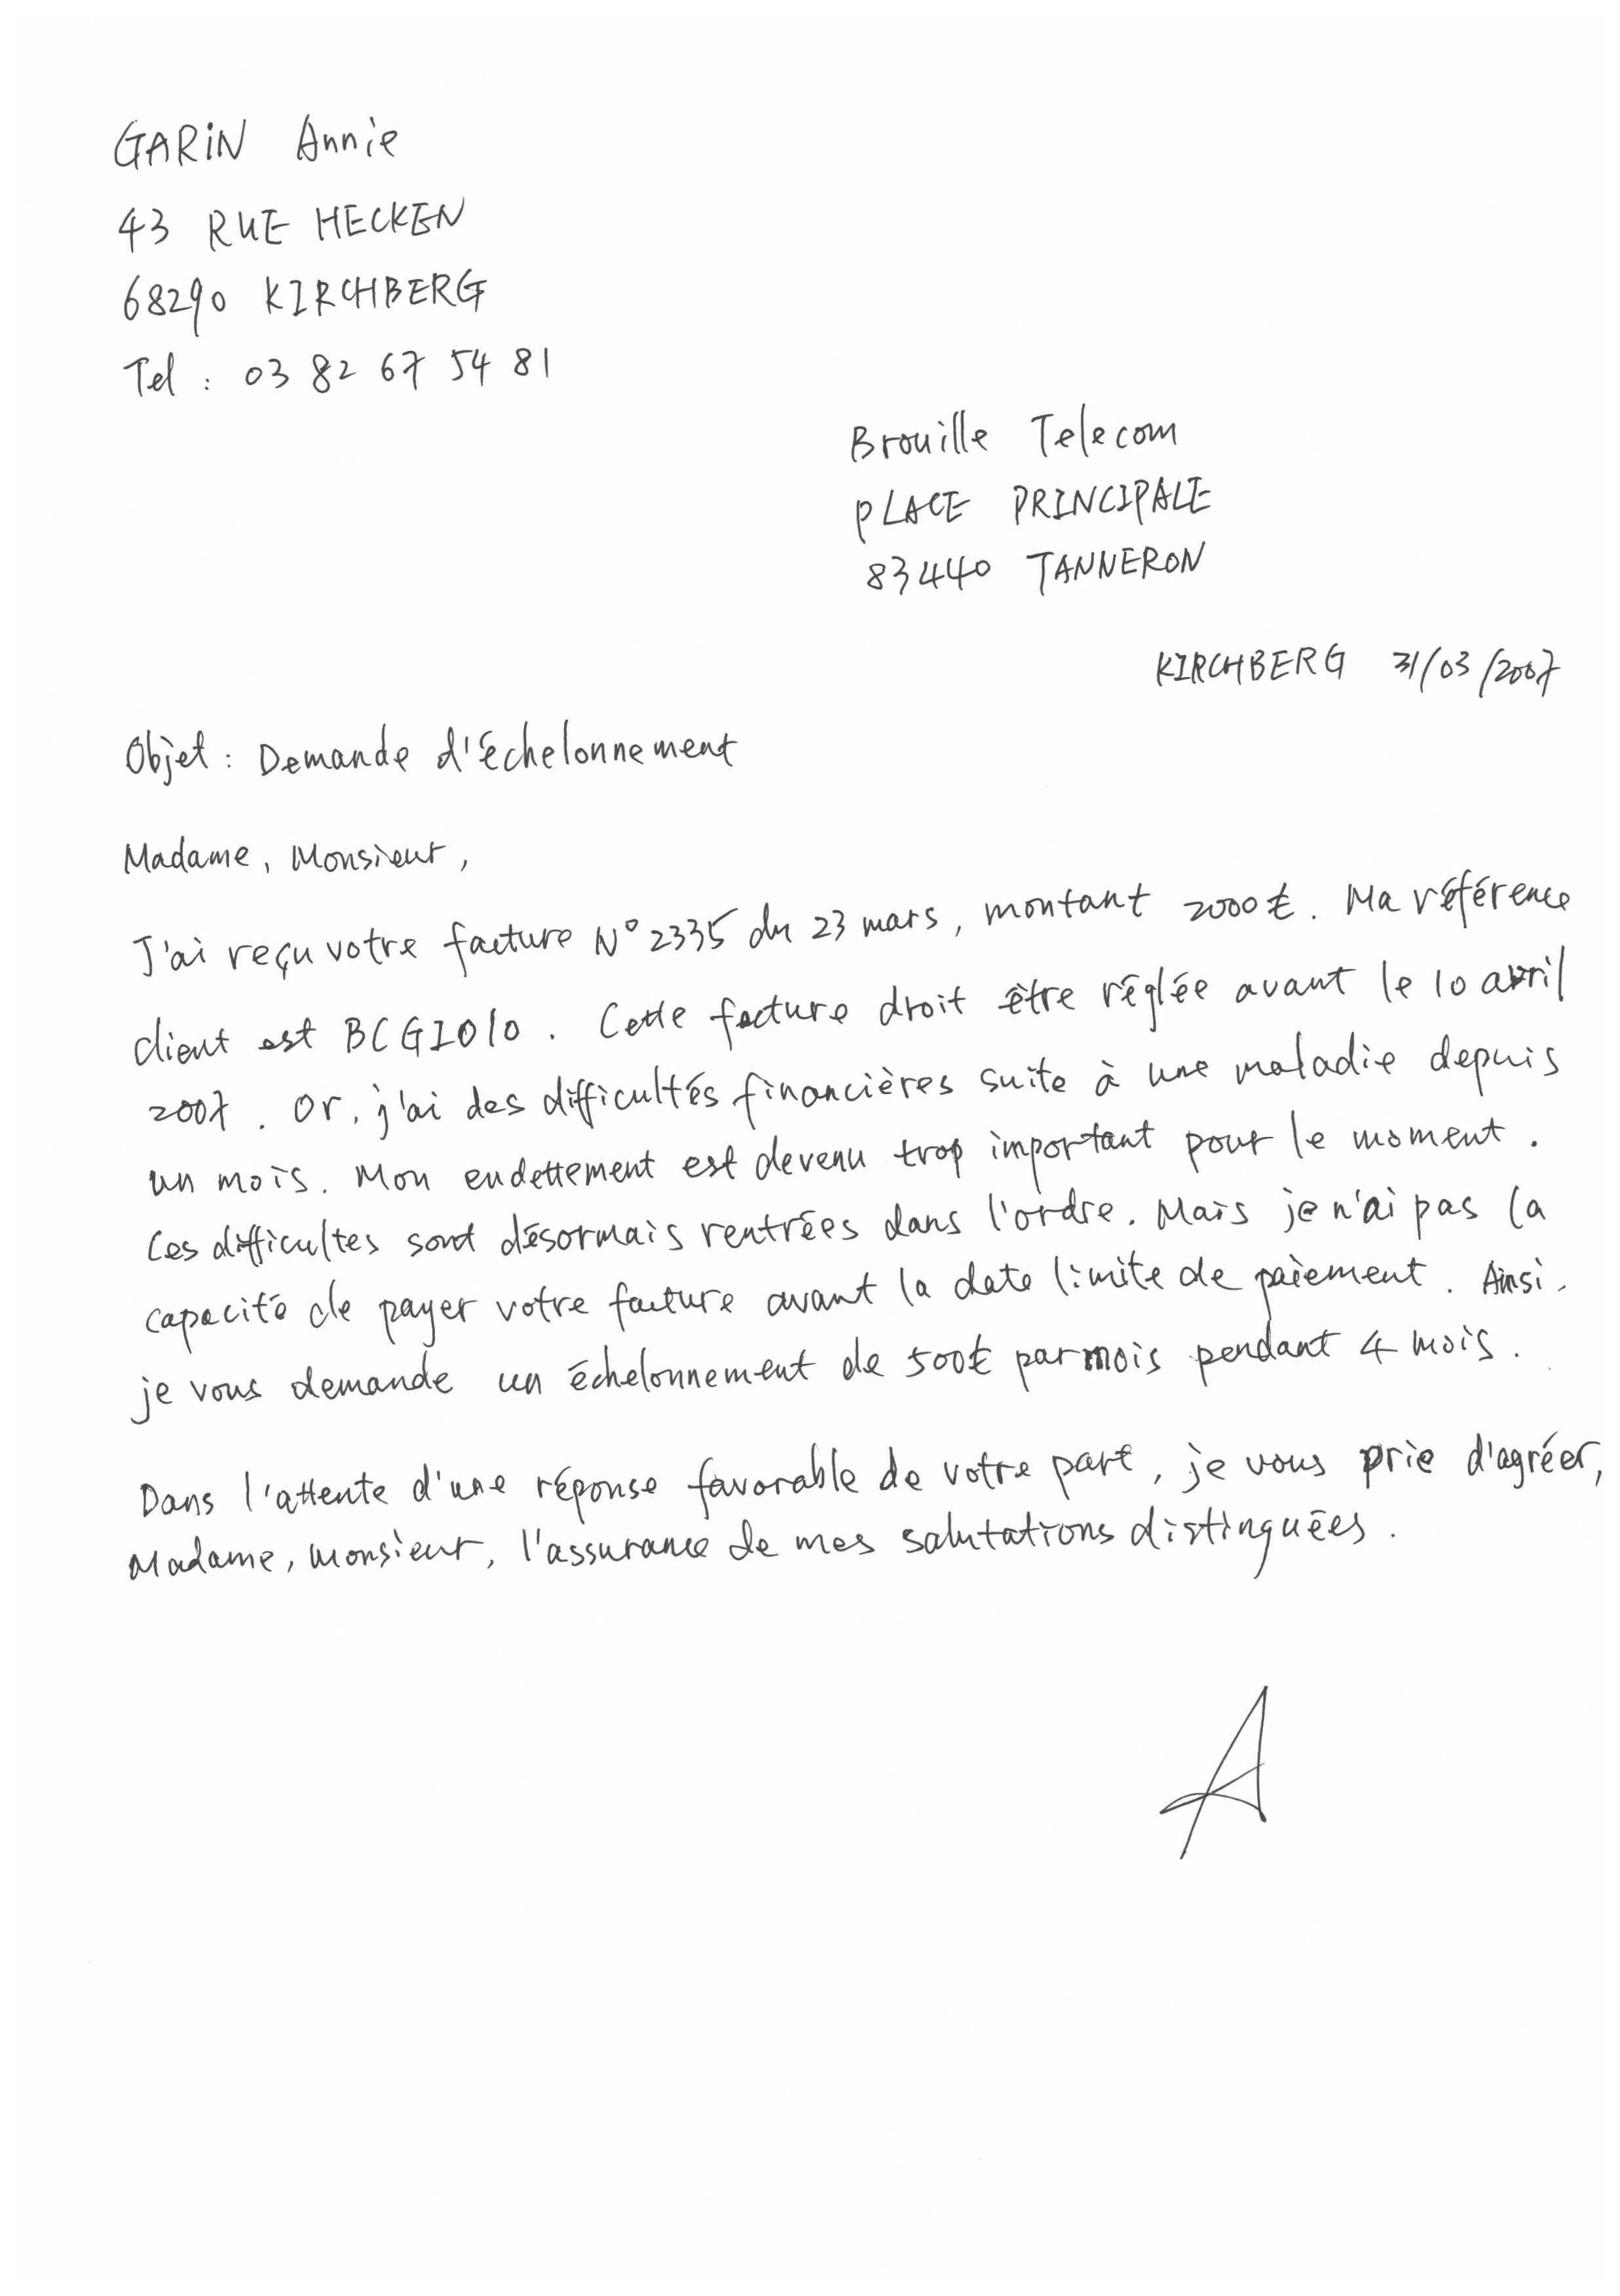 GARIN Annie
43 RUE HECKEN
68290 KIRCHBERG
Tel : 03 82 67 54 81
Brouille Telecom
PLACE PRINCIPALE
83440 TANNERON
KIRCHBERG 31/03/2007
Objet : Demande d'échelonnement
Madame, Monsieur,
J'ai reçu votre facture N° 2335 du 23 mars, montant 2000€. Ma référence
client est BCGIO10. Cette facture droit être réglée avant le 10 avril
2007. Or, j'ai des difficultés financières suite à une maladie depuis
un mois. Mon endettement est devenu trop important pour le moment.
Ces difficultes sont désormais rentrées dans l'ordre. Mais je n'ai pas la
capacité de payer votre facture avant la date limite de paiement. Ainsi,
je vous demande un échelonnement de 500€ par mois pendant 4 mois.
Dans l'attente d'une réponse favorable de votre part, je vous prie d'agréer,
Madame, Monsieur, l'assurance de mes salutations distinguées.
A